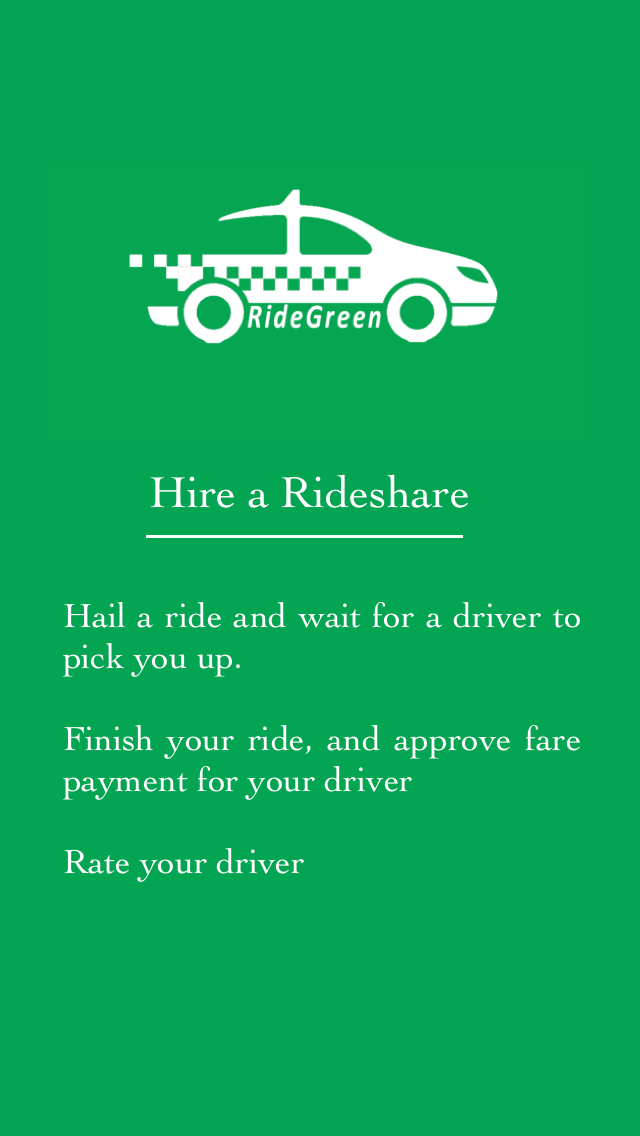 RideGreen
Hire a Rideshare
Hail a ride and wait for a driver to
pick you up.
Finish your ride, and approve fare
payment for your driver
Rate your driver